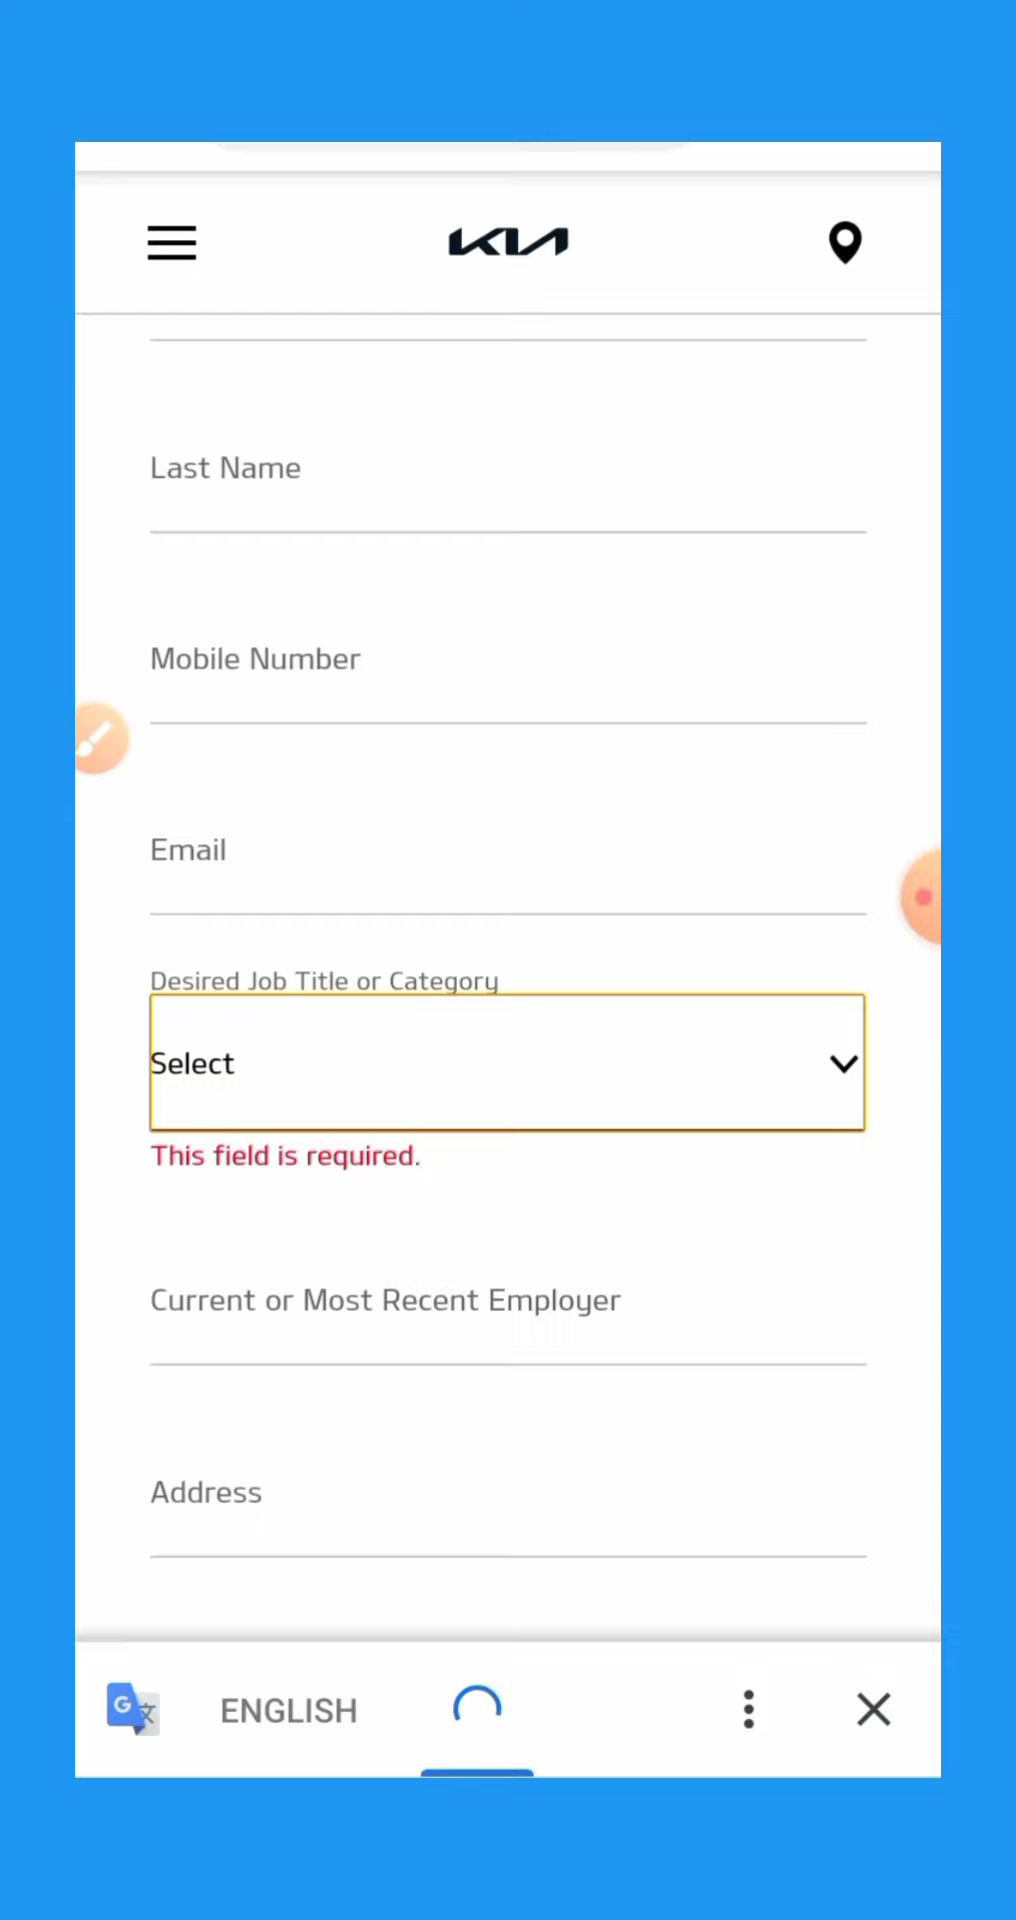 KIA
Last Name
Mobile Number
Email
Desired Job Title or Category
Select
This field is required.
Current or Most Recent Employer
Address
G 文
ENGLISH